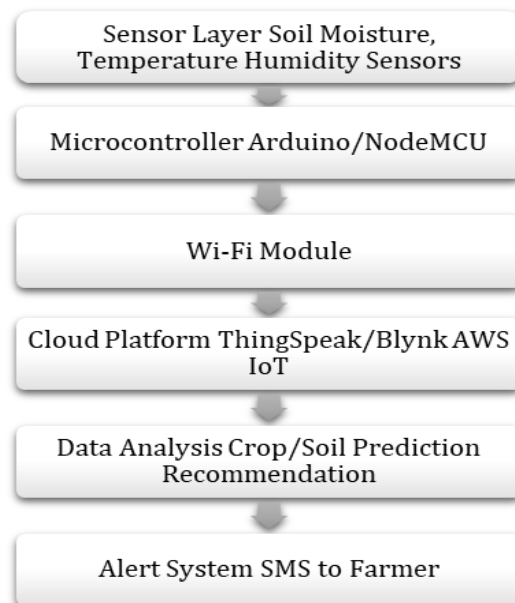 Sensor Layer Soil Moisture,
Temperature Humidity Sensors
Microcontroller Arduino/NodeMCU
Wi-Fi Module
Cloud Platform ThingSpeak/Blynk AWS
IoT
Data Analysis Crop/Soil Prediction
Recommendation
Alert System SMS to Farmer